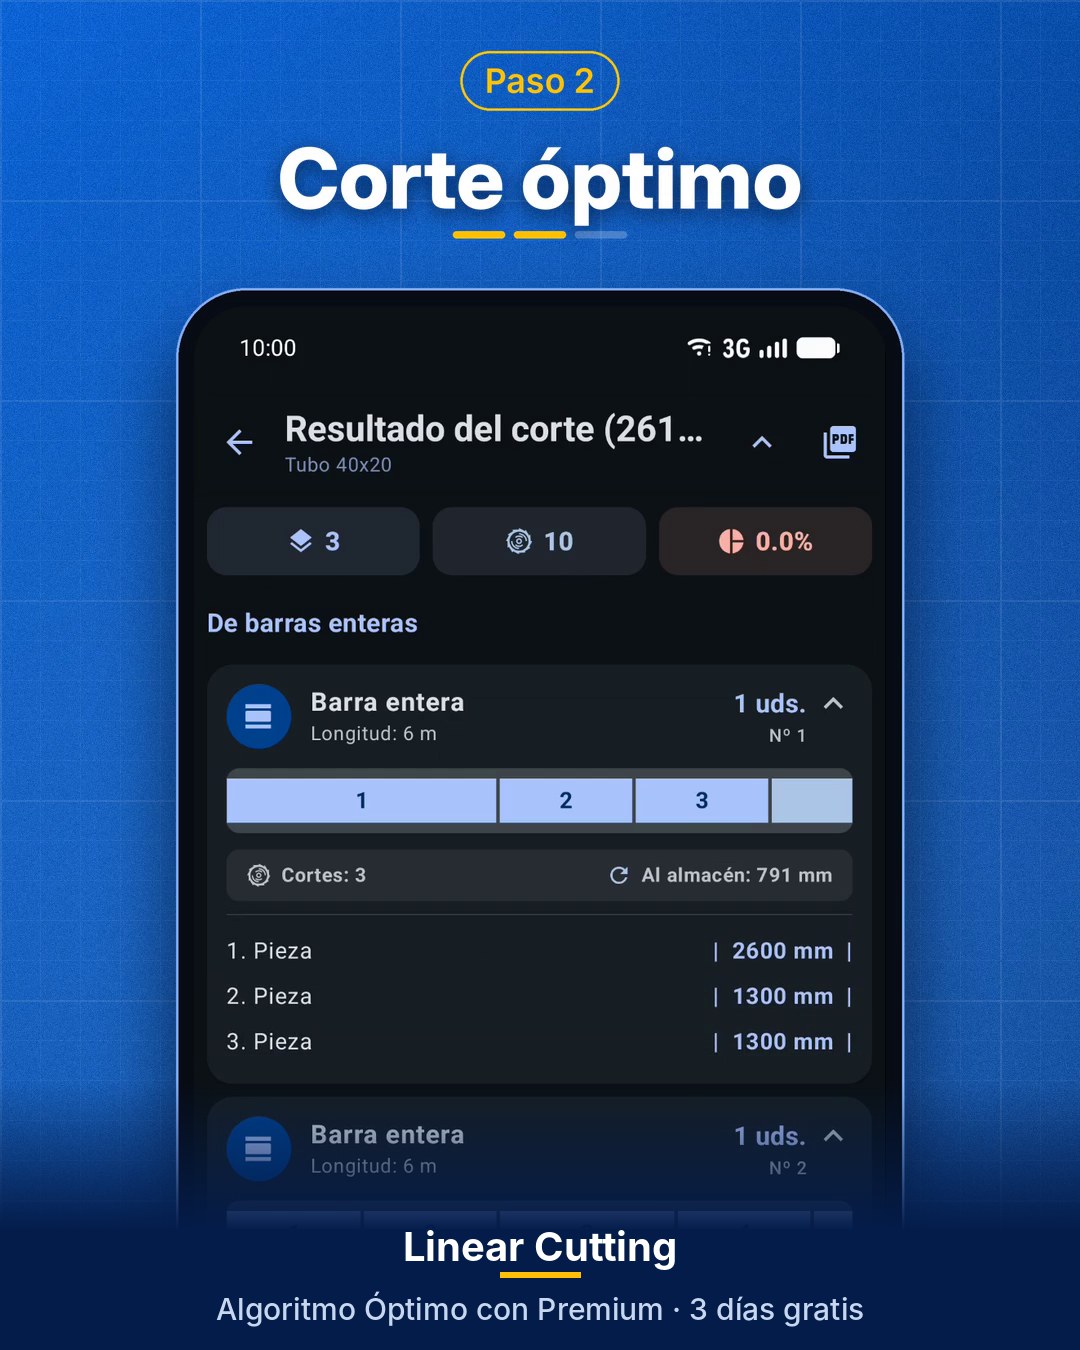 Paso 2
Corte óptimo
10:00
3G
Resultado del corte (261...
PDF
Tubo 40x20
3
10
0.0%
De barras enteras
Barra entera
1 uds.
Longitud: 6 m
Nº 1
1
2
3
Cortes: 3
Al almacén: 791 mm
1. Pieza
| 2600 mm |
2. Pieza
| 1300 mm |
3. Pieza
| 1300 mm |
Barra entera
1 uds.
Longitud: 6 m
Nº 2
Linear Cutting
Algoritmo Óptimo con Premium · 3 días gratis